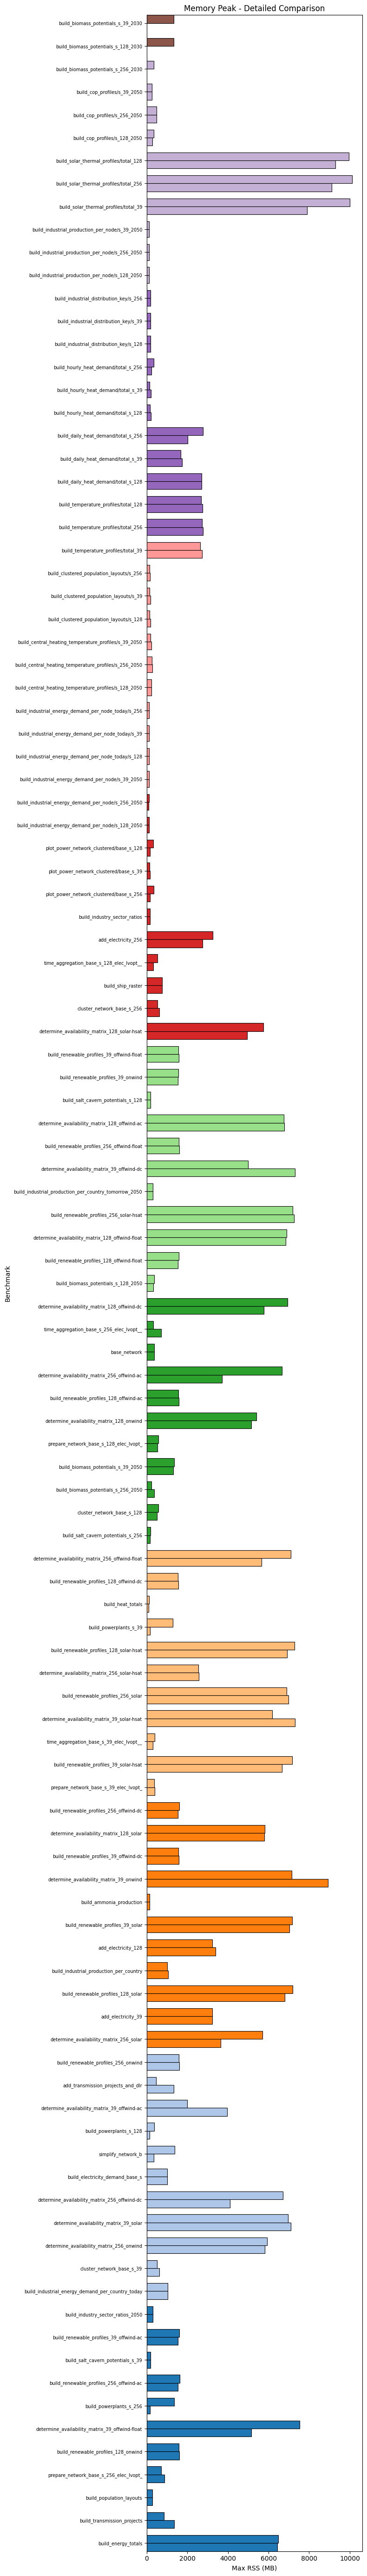 Memory Peak - Detailed Comparison
build_biomass_potentials_s_39_2030
build_biomass_potentials_s_128_2030
build_biomass_potentials_s_256_2030
build_cop_profiles/s_39_2050
build_cop_profiles/s_256_2050
build_cop_profiles/s_128_2050
build_solar_thermal_profiles/total_128
build_solar_thermal_profiles/total_256
build_solar_thermal_profiles/total_39
build_industrial_production_per_node/s_39_2050
build_industrial_production_per_node/s_256_2050
build_industrial_production_per_node/s_128_2050
build_industrial_distribution_key/s_256
build_industrial_distribution_key/s_39
build_industrial_distribution_key/s_128
build_hourly_heat_demand/total_s_256
build_hourly_heat_demand/total_s_39
build_hourly_heat_demand/total_s_128
build_daily_heat_demand/total_s_256
build_daily_heat_demand/total_s_39
build_daily_heat_demand/total_s_128
build_temperature_profiles/total_128
build_temperature_profiles/total_256
build_temperature_profiles/total_39
build_clustered_population_layouts/s_256
build_clustered_population_layouts/s_39
build_clustered_population_layouts/s_128
build_central_heating_temperature_profiles/s_39_2050
build_central_heating_temperature_profiles/s_256_2050
build_central_heating_temperature_profiles/s_128_2050
build_industrial_energy_demand_per_node_today/s_256
build_industrial_energy_demand_per_node_today/s_39
build_industrial_energy_demand_per_node_today/s_128
build_industrial_energy_demand_per_node/s_39_2050
build_industrial_energy_demand_per_node/s_256_2050
build_industrial_energy_demand_per_node/s_128_2050
plot_power_network_clustered/base_s_128
plot_power_network_clustered/base_s_39
plot_power_network_clustered/base_s_256
build_industry_sector_ratios
add_electricity_256
time_aggregation_base_s_128_elec_lvopt__
build_ship_raster
cluster_network_base_s_256
determine_availability_matrix_128_solar-hsat
build_renewable_profiles_39_offwind-float
build_renewable_profiles_39_onwind
build_salt_cavern_potentials_s_128
determine_availability_matrix_128_offwind-ac
build_renewable_profiles_256_offwind-float
determine_availability_matrix_39_offwind-dc
build_industrial_production_per_country_tomorrow_2050
build_renewable_profiles_256_solar-hsat
determine_availability_matrix_128_offwind-float
build_renewable_profiles_128_offwind-float
build_biomass_potentials_s_128_2050
determine_availability_matrix_128_offwind-dc
time_aggregation_base_s_256_elec_lvopt__
base_network
determine_availability_matrix_256_offwind-ac
build_renewable_profiles_128_offwind-ac
determine_availability_matrix_128_onwind
prepare_network_base_s_128_elec_lvopt_
build_biomass_potentials_s_39_2050
build_biomass_potentials_s_256_2050
cluster_network_base_s_128
build_salt_cavern_potentials_s_256
determine_availability_matrix_256_offwind-float
build_renewable_profiles_128_offwind-dc
build_heat_totals
build_powerplants_s_39
build_renewable_profiles_128_solar-hsat
determine_availability_matrix_256_solar-hsat
build_renewable_profiles_256_solar
determine_availability_matrix_39_solar-hsat
time_aggregation_base_s_39_elec_lvopt__
build_renewable_profiles_39_solar-hsat
prepare_network_base_s_39_elec_lvopt_
build_renewable_profiles_256_offwind-dc
determine_availability_matrix_128_solar
build_renewable_profiles_39_offwind-dc
determine_availability_matrix_39_onwind
build_ammonia_production
build_renewable_profiles_39_solar
add_electricity_128
build_industrial_production_per_country
build_renewable_profiles_128_solar
add_electricity_39
determine_availability_matrix_256_solar
build_renewable_profiles_256_onwind
add_transmission_projects_and_dlr
determine_availability_matrix_39_offwind-ac
build_powerplants_s_128
simplify_network_b
build_electricity_demand_base_s
determine_availability_matrix_256_offwind-dc
determine_availability_matrix_39_solar
determine_availability_matrix_256_onwind
cluster_network_base_s_39
build_industrial_energy_demand_per_country_today
build_industry_sector_ratios_2050
build_renewable_profiles_39_offwind-ac
build_salt_cavern_potentials_s_39
build_renewable_profiles_256_offwind-ac
build_powerplants_s_256
determine_availability_matrix_39_offwind-float
build_renewable_profiles_128_onwind
prepare_network_base_s_256_elec_lvopt_
build_population_layouts
build_transmission_projects
build_energy_totals
Benchmark
0 2000 4000 6000 8000 10000
Max RSS (MB)